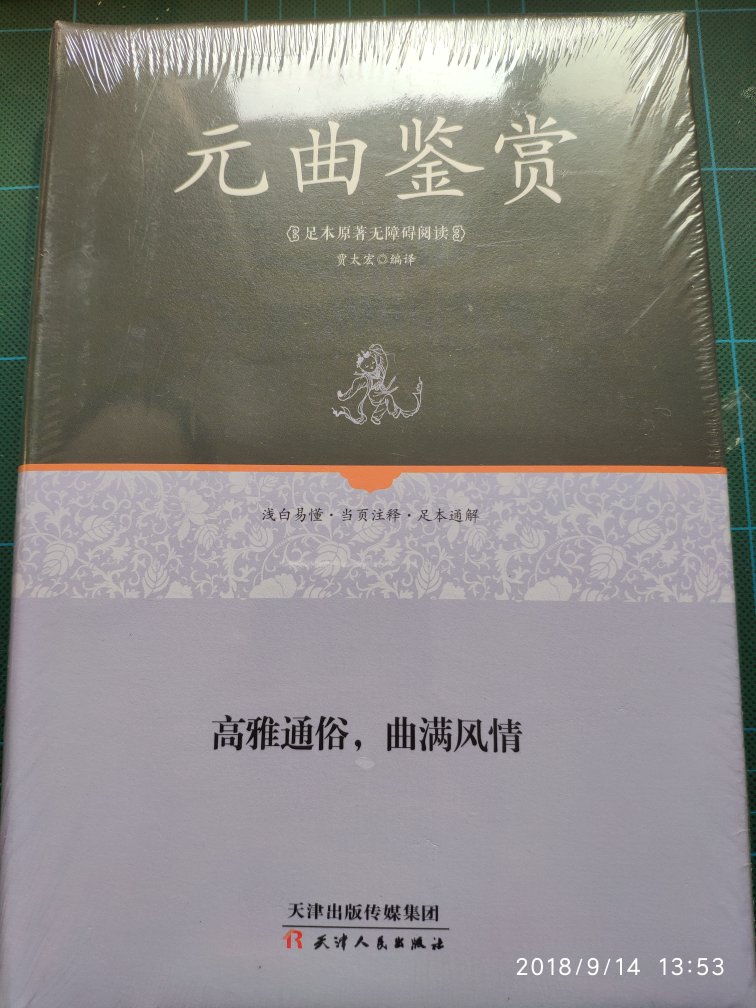 元曲鉴赏
足本原著无障碍阅读
贾太宏◎编译
浅白易懂·当页注释·足本通解
高雅通俗，曲满风情
天津出版传媒集团
天津人民出版社
2018/9/14 13:53